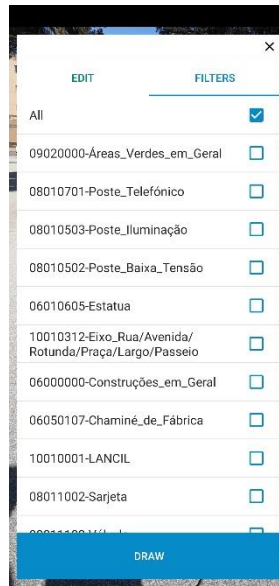 ×
EDIT
FILTERS
All
09020000-Áreas_Verdes_em_Geral
08010701-Poste_Telefónico
08010503-Poste_Iluminação
08010502-Poste_Baixa_Tensão
06010605-Estatua
10010312-Eixo_Rua/Avenida/
Rotunda/Praça/Largo/Passeio
06000000-Construções_em_Geral
06050107-Chaminé_de_Fábrica
10010001-LANCIL
08011002-Sarjeta
DRAW